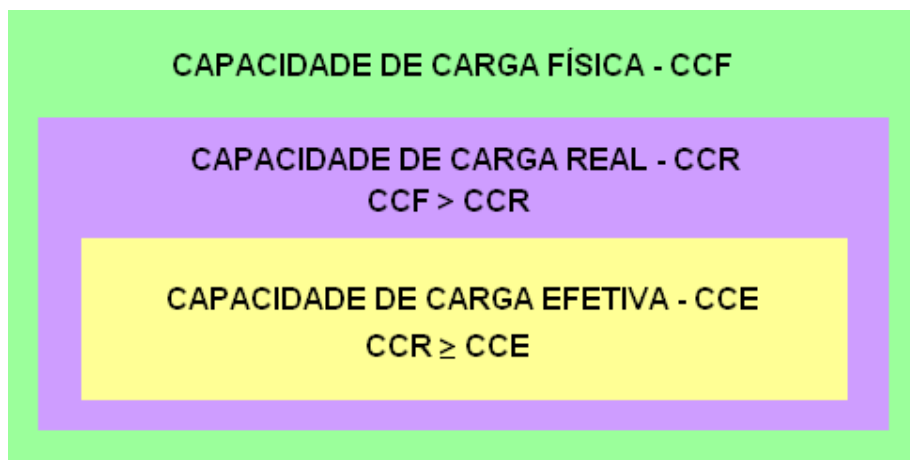 CAPACIDADE DE CARGA FÍSICA - CCF
CAPACIDADE DE CARGA REAL - CCR
CCF > CCR
CAPACIDADE DE CARGA EFETIVA - CCE
CCR ≥ CCE